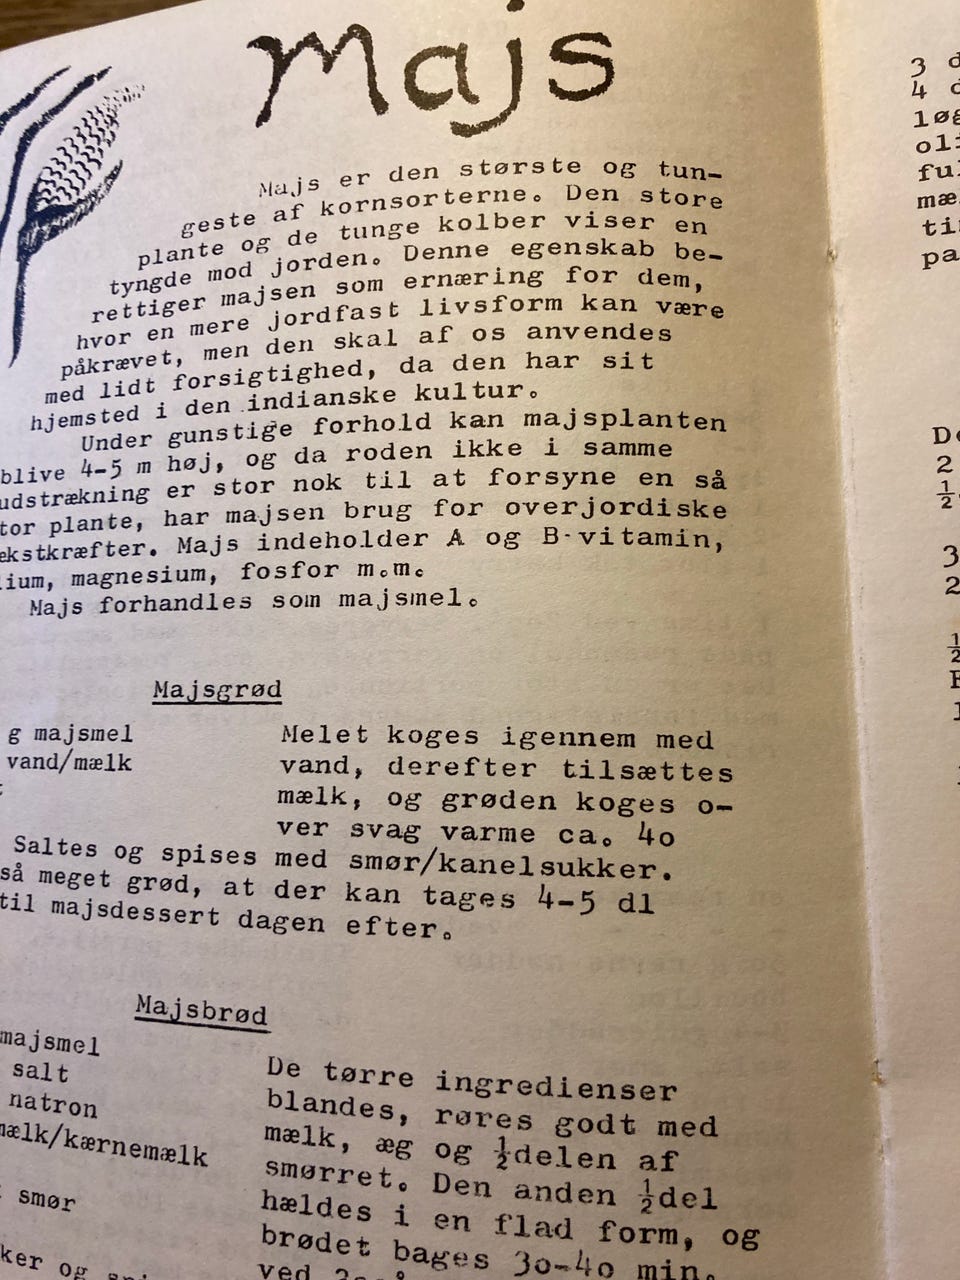 Majs
Majs er den største og tun-
geste af kornsorterne. Den store
plante og de tunge kolber viser en
tyngde mod jorden. Denne egenskab be-
rettiger majsen som ernæring for dem,
hvor en mere jordfast livsform kan være
påkrævet, men den skal af os anvendes
med lidt forsigtighed, da den har sit
hjemsted i den indianske kultur.
Under gunstige forhold kan majsplanten
blive 4-5 m høj, og da roden ikke i samme
udstrækning er stor nok til at forsyne en så
tor plante, har majsen brug for overjordiske
ekstkræfter. Majs indeholder A og B-vitamin,
lium, magnesium, fosfor m.m.
Majs forhandles som majsmel.
Majsgrød
g majsmel
vand/mælk
Melet koges igennem med
vand, derefter tilsættes
mælk, og grøden koges o-
ver svag varme ca. 40
Saltes og spises med smør/kanelsukker.
så meget grød, at der kan tages 4-5 dl
til majsdessert dagen efter.
Majsbrød
majsmel
salt
natron
mælk/kærnemælk
smør
De tørre ingredienser
blandes, røres godt med
mælk, æg og ½delen af
smørret. Den anden ½del
hældes i en flad form, og
brødet bages 30-40 min.
ved
ker og
3 d
4 d
løg
oli
ful
mæ
ti
pa
De
2
½
3
2
½
1